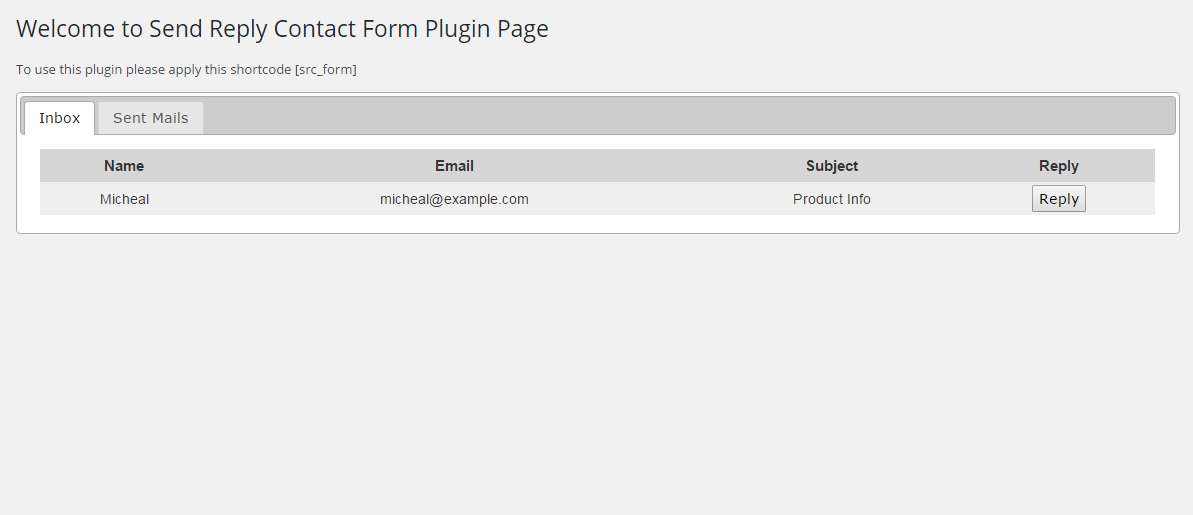 Welcome to Send Reply Contact Form Plugin Page
To use this plugin please apply this shortcode [src_form]
Inbox Sent Mails
Name Email Subject Reply
Micheal micheal@example.com Product Info Reply